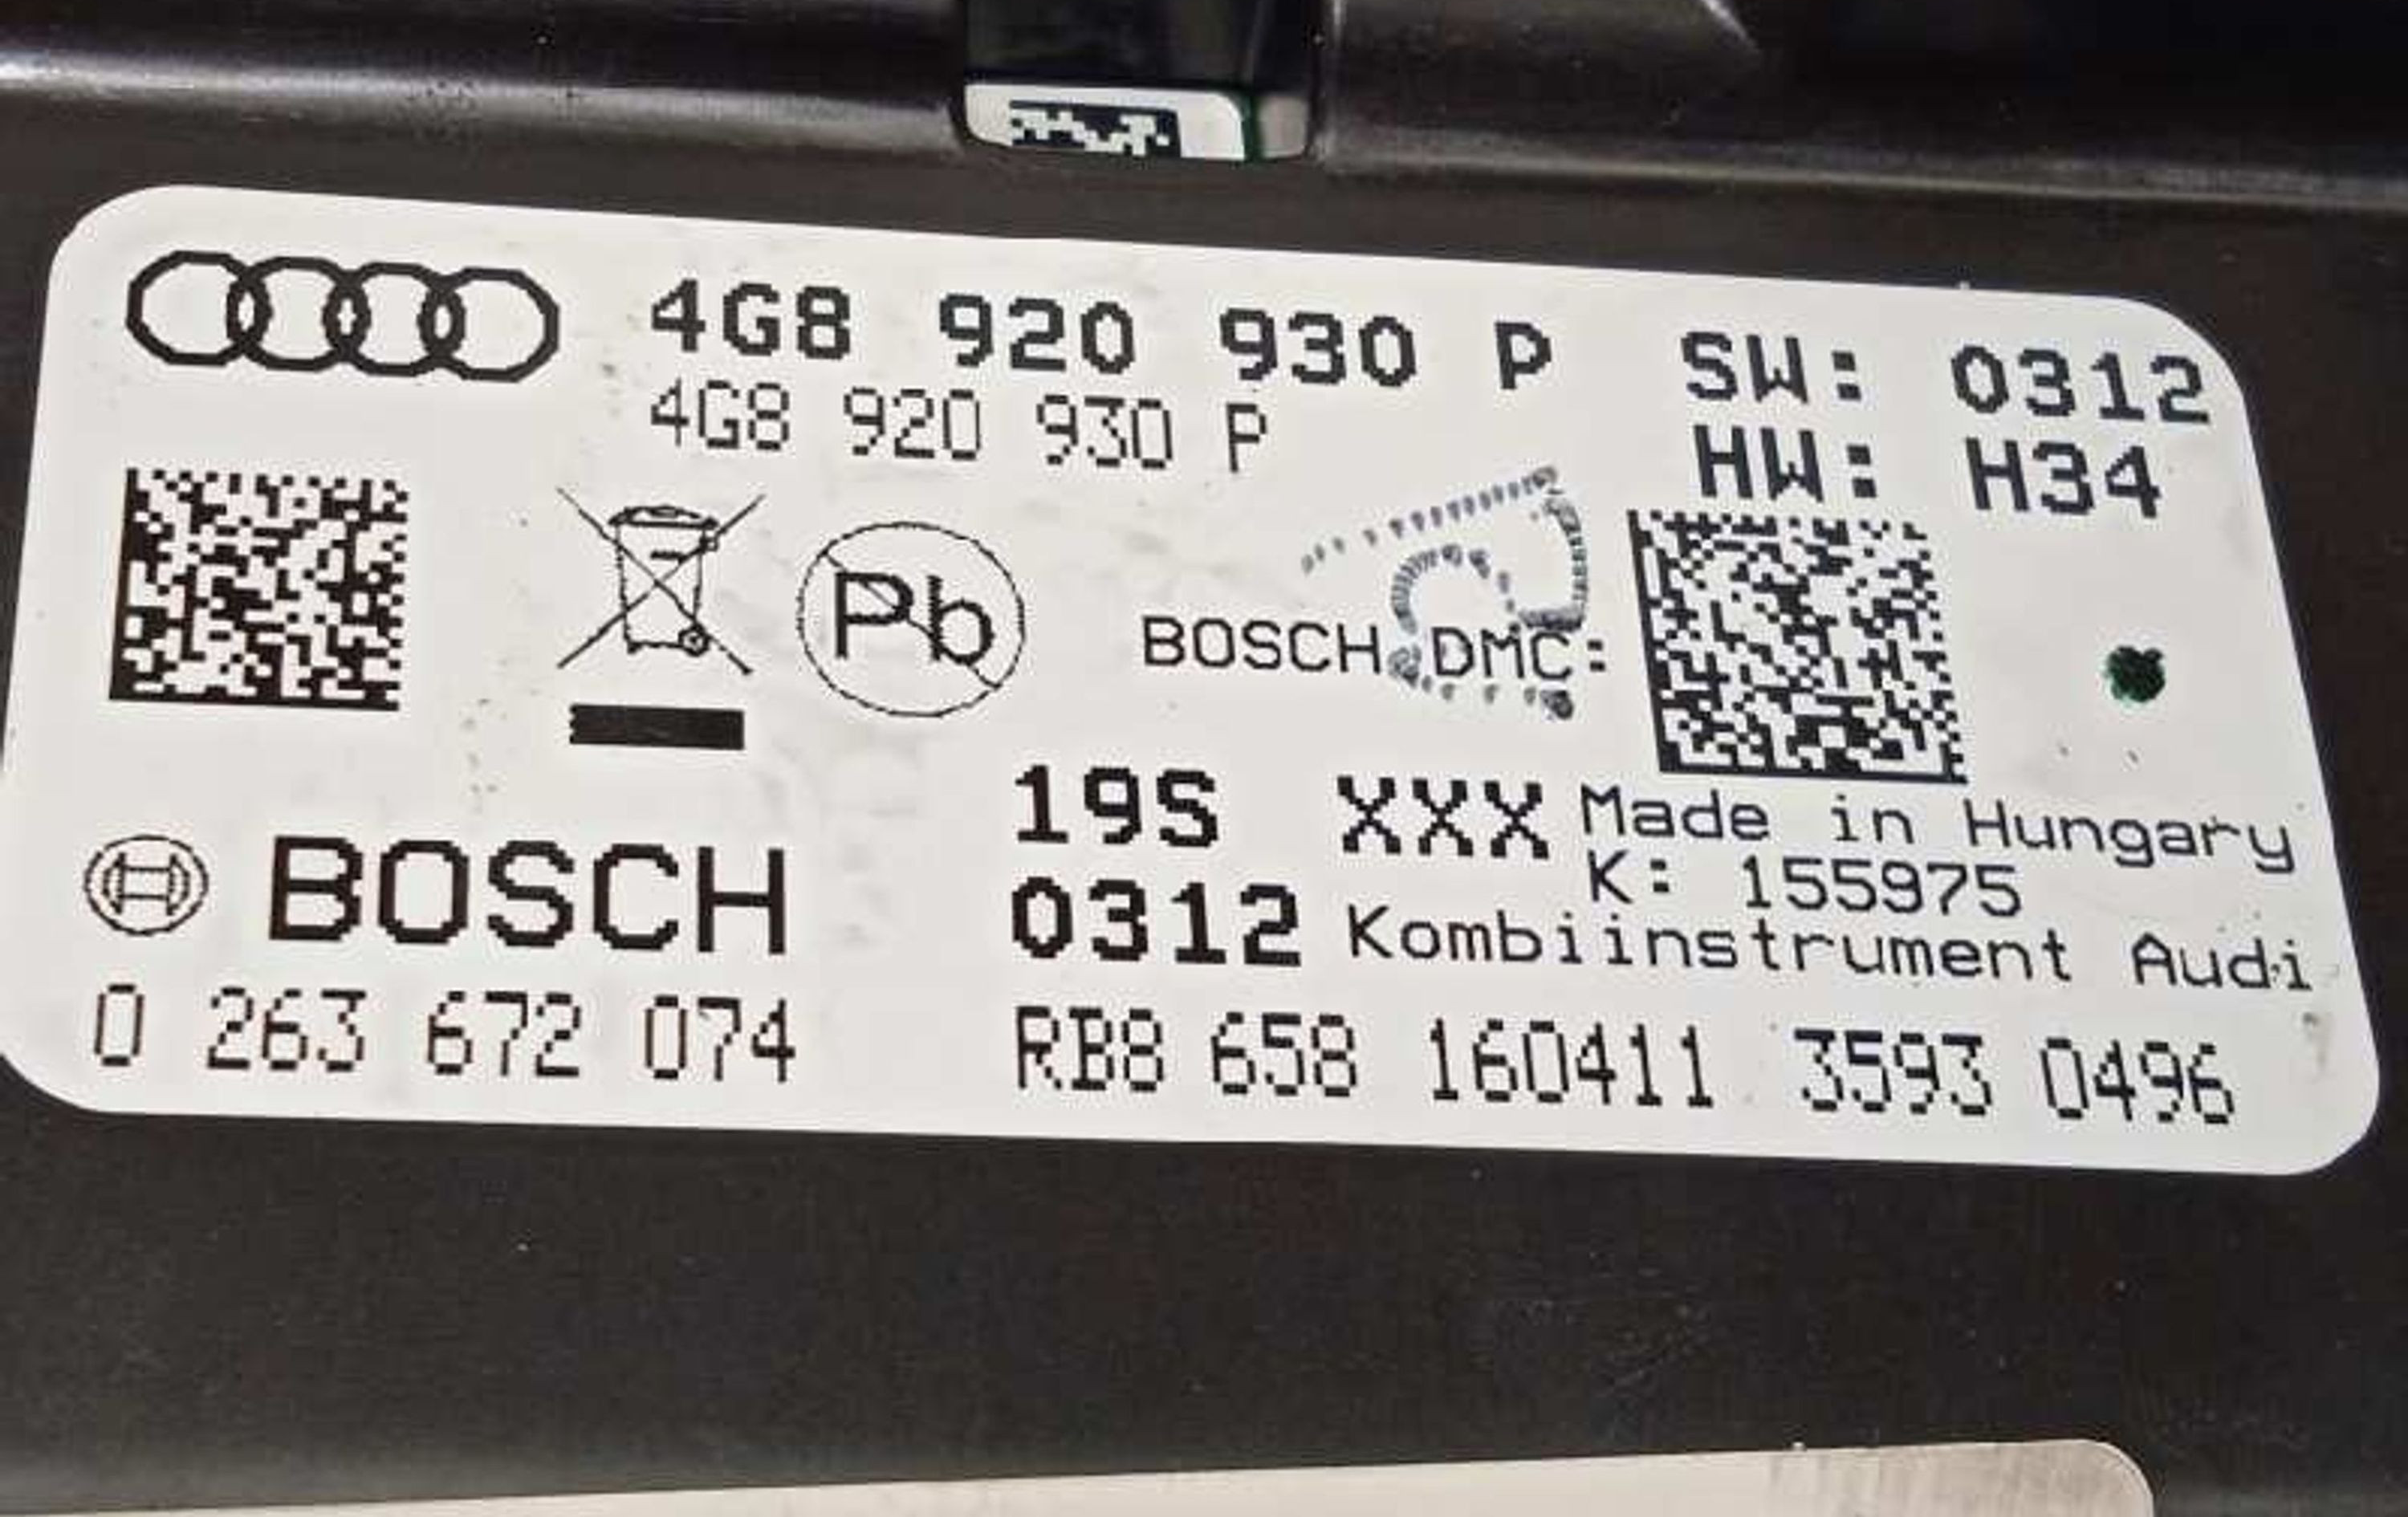 4G8 920 930 P SW: 0312
4G8 920 930 P HW: H34
Pb
BOSCH DMC:
19S XXX Made in Hungary
K: 155975
BOSCH 0312 Kombiinstrument Audi
0 263 672 074 RB8 658 160411 3593 0496